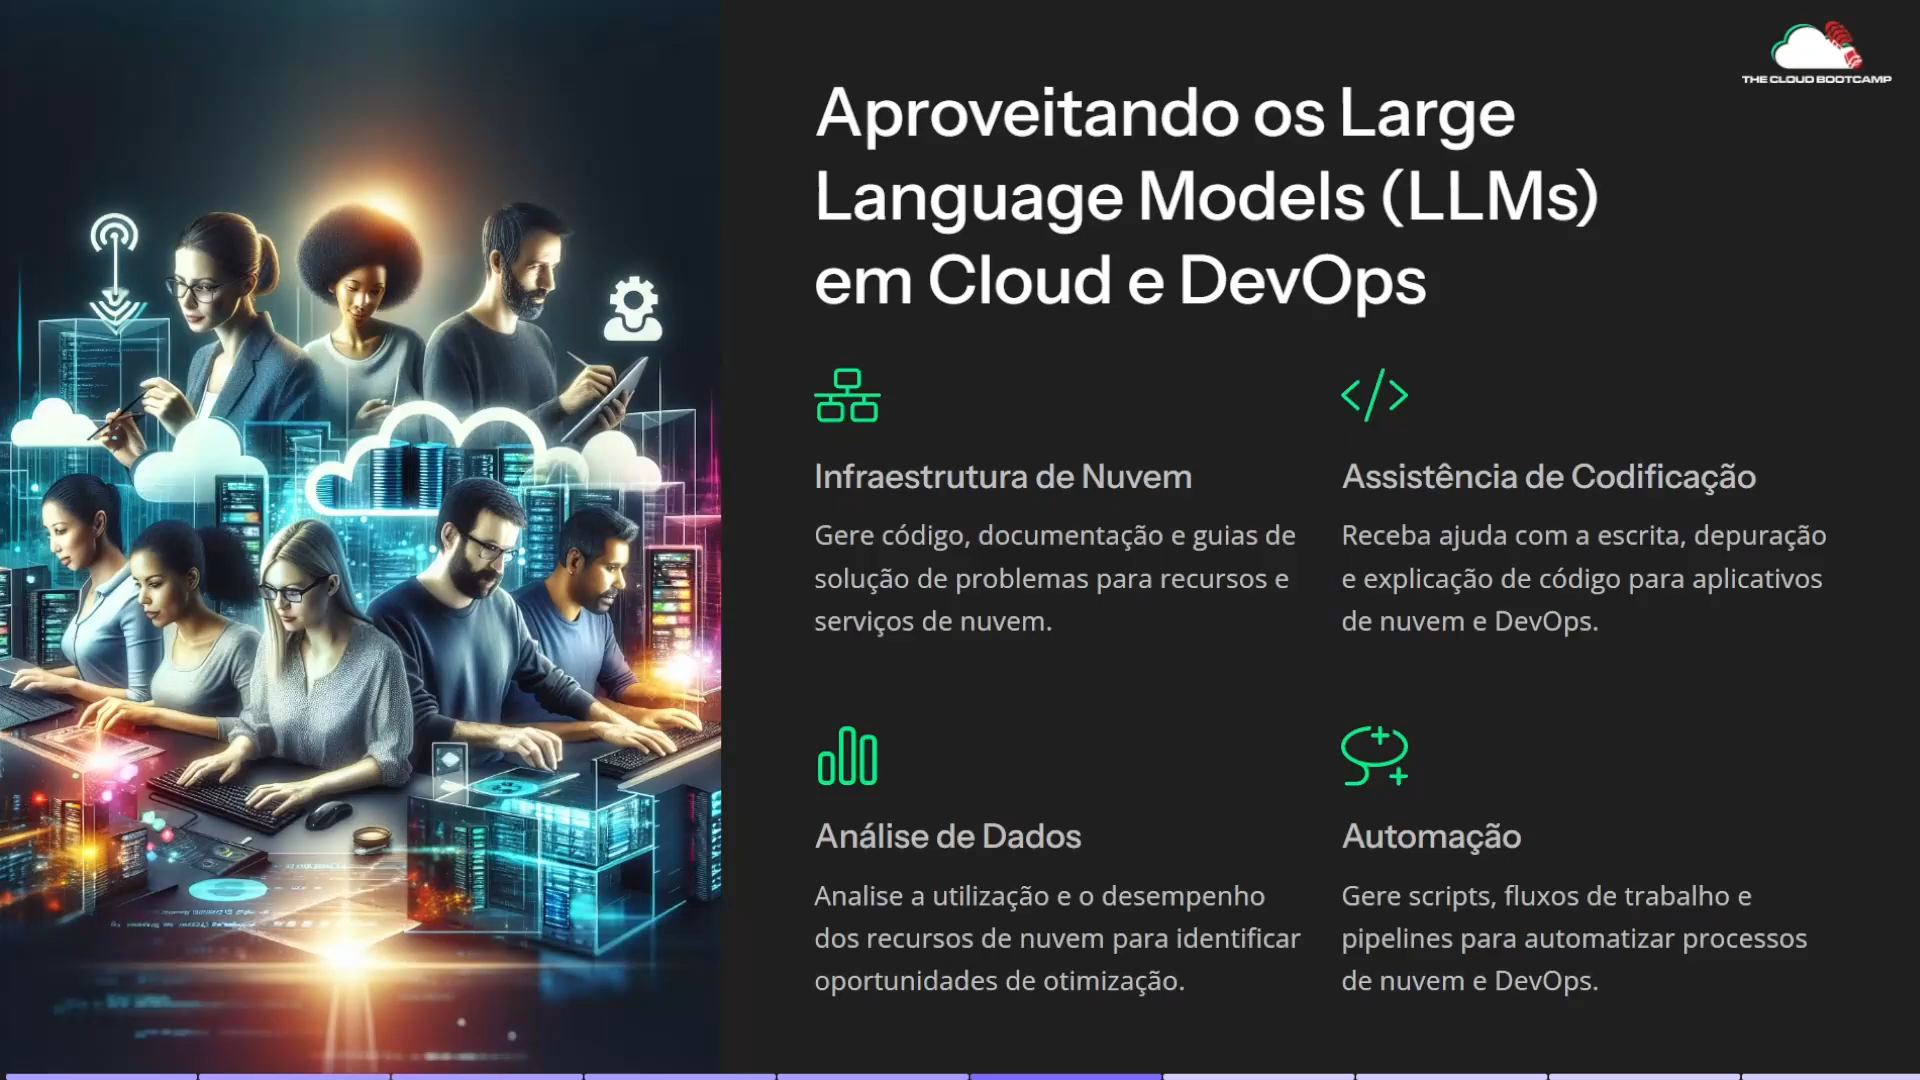 THE CLOUD BOOTCAMP
Aproveitando os Large
Language Models (LLMs)
em Cloud e DevOps
Infraestrutura de Nuvem
Gere código, documentação e guias de
solução de problemas para recursos e
serviços de nuvem.
Assistência de Codificação
Receba ajuda com a escrita, depuração
e explicação de código para aplicativos
de nuvem e DevOps.
Análise de Dados
Analise a utilização e o desempenho
dos recursos de nuvem para identificar
oportunidades de otimização.
Automação
Gere scripts, fluxos de trabalho e
pipelines para automatizar processos
de nuvem e DevOps.